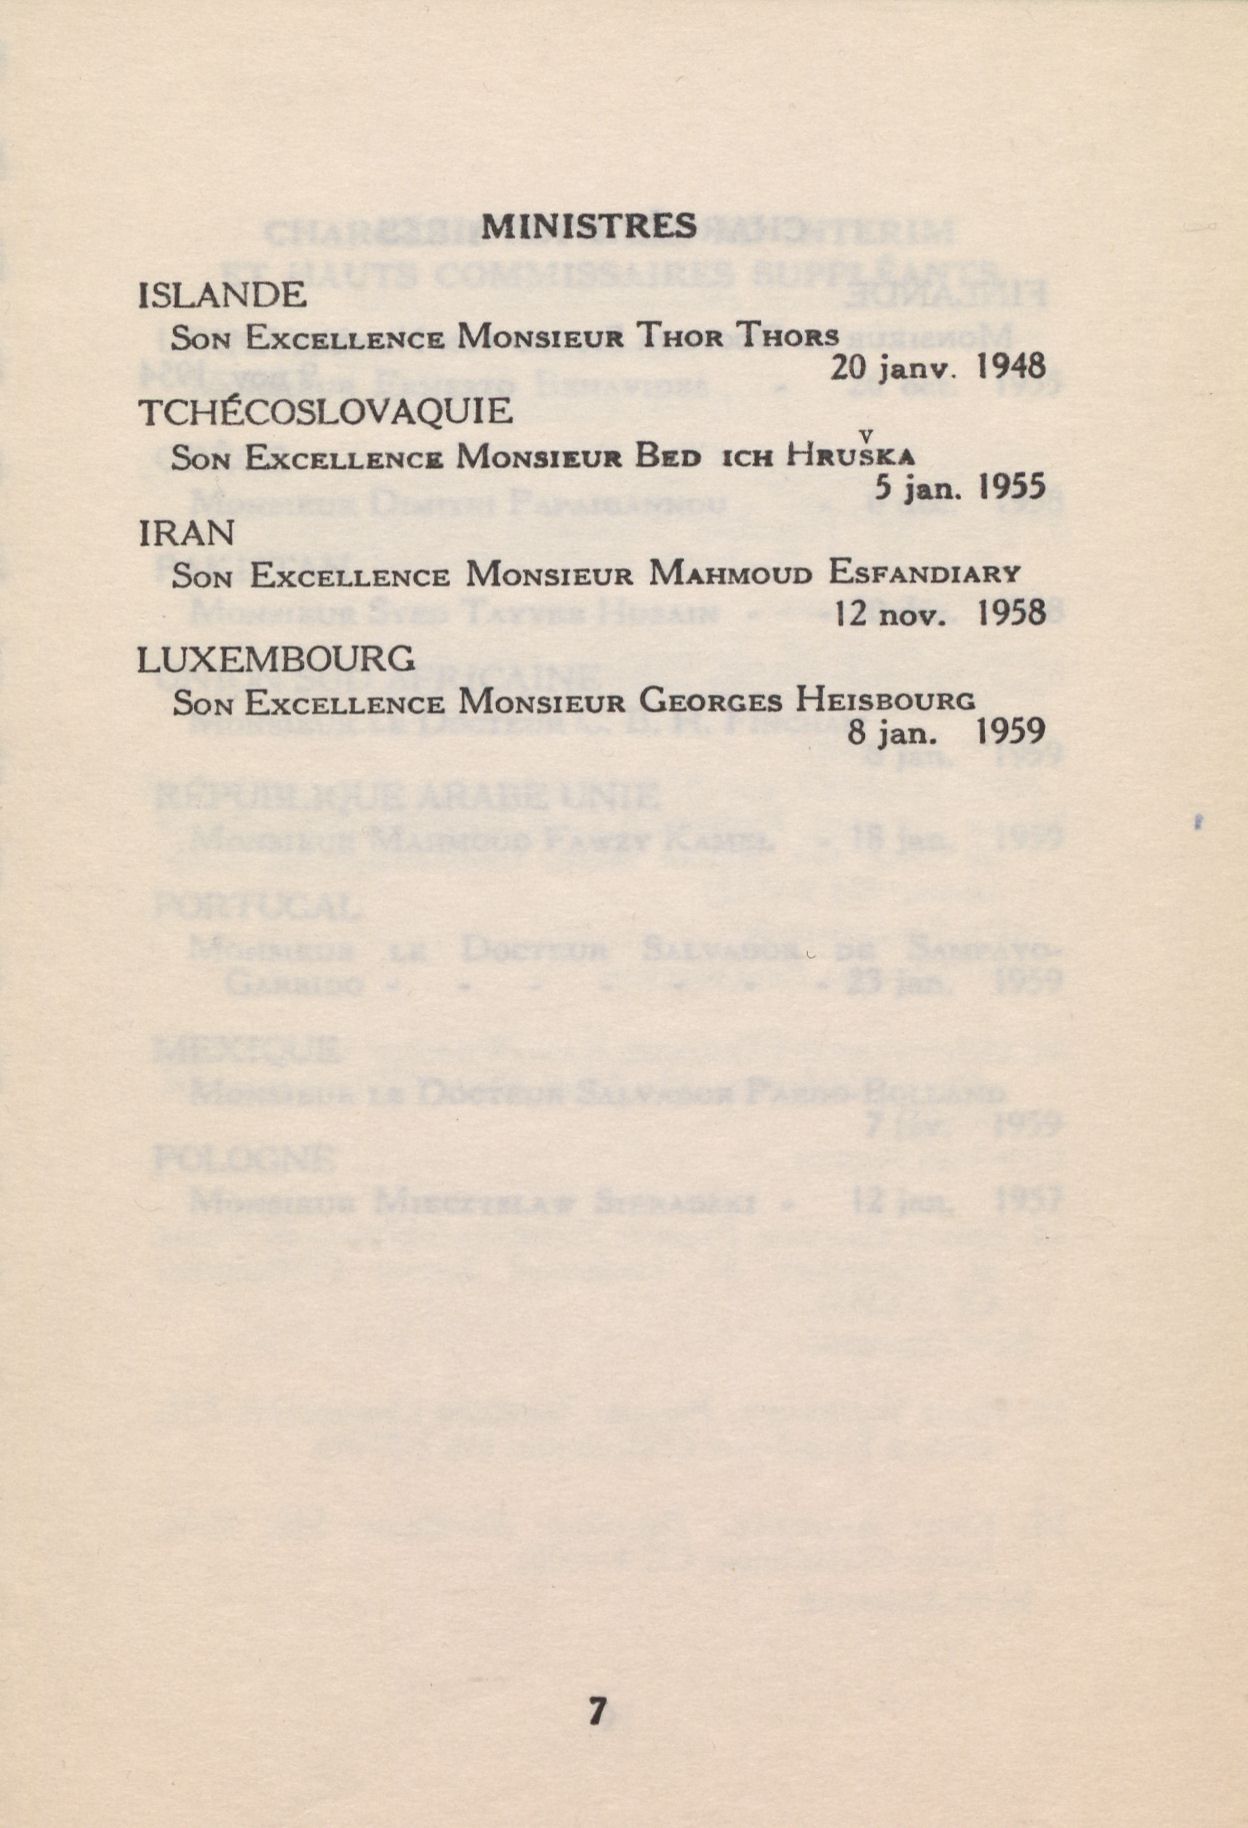 MINISTRES
ISLANDE
SON EXCELLENCE MONSIEUR THOR THORS
20 janv. 1948
TCHÉCOSLOVAQUIE
SON EXCELLENCE MONSIEUR BED ICH HRUŠKA
5 jan. 1955
IRAN
SON EXCELLENCE MONSIEUR MAHMOUD ESFANDIARY
12 nov. 1958
LUXEMBOURG
SON EXCELLENCE MONSIEUR GEORGES HEISBOURG
8 jan. 1959
7